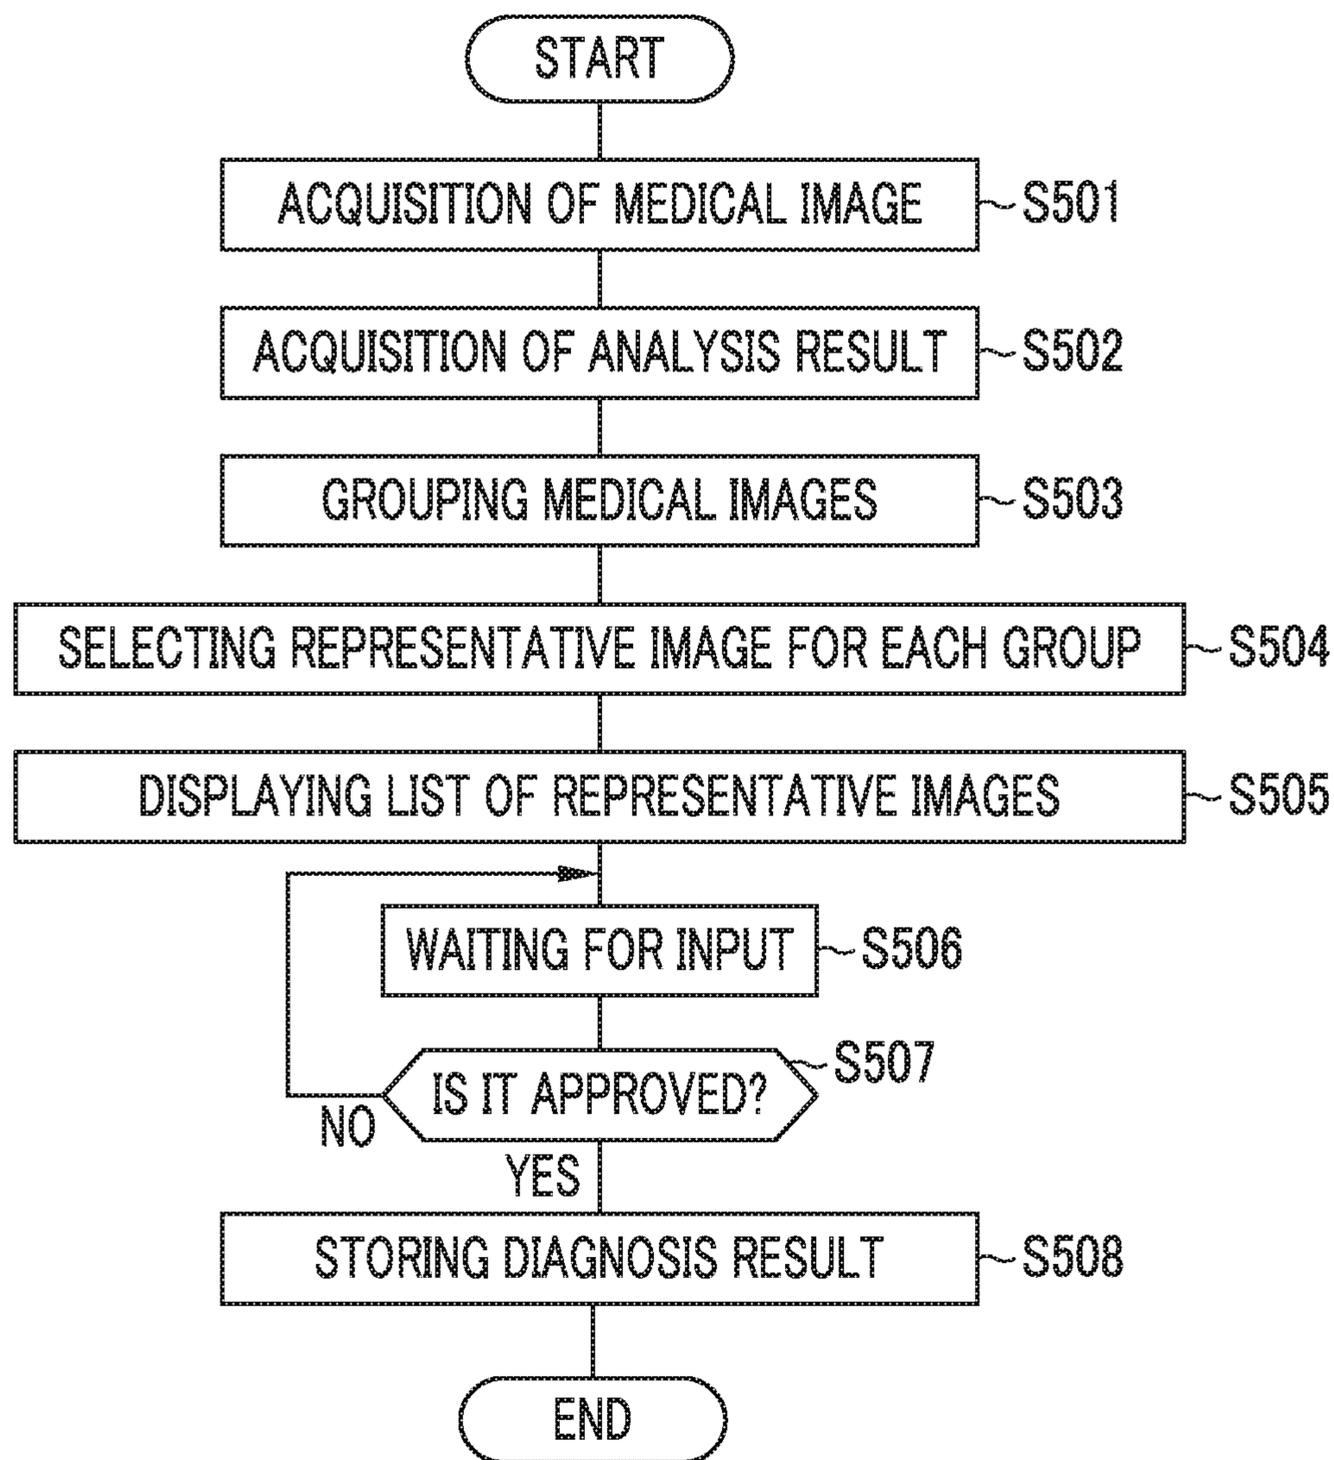 START
ACQUISITION OF MEDICAL IMAGE S501
ACQUISITION OF ANALYSIS RESULT S502
GROUPING MEDICAL IMAGES S503
SELECTING REPRESENTATIVE IMAGE FOR EACH GROUP S504
DISPLAYING LIST OF REPRESENTATIVE IMAGES S505
WAITING FOR INPUT S506
IS IT APPROVED? S507
NO
YES
STORING DIAGNOSIS RESULT S508
END